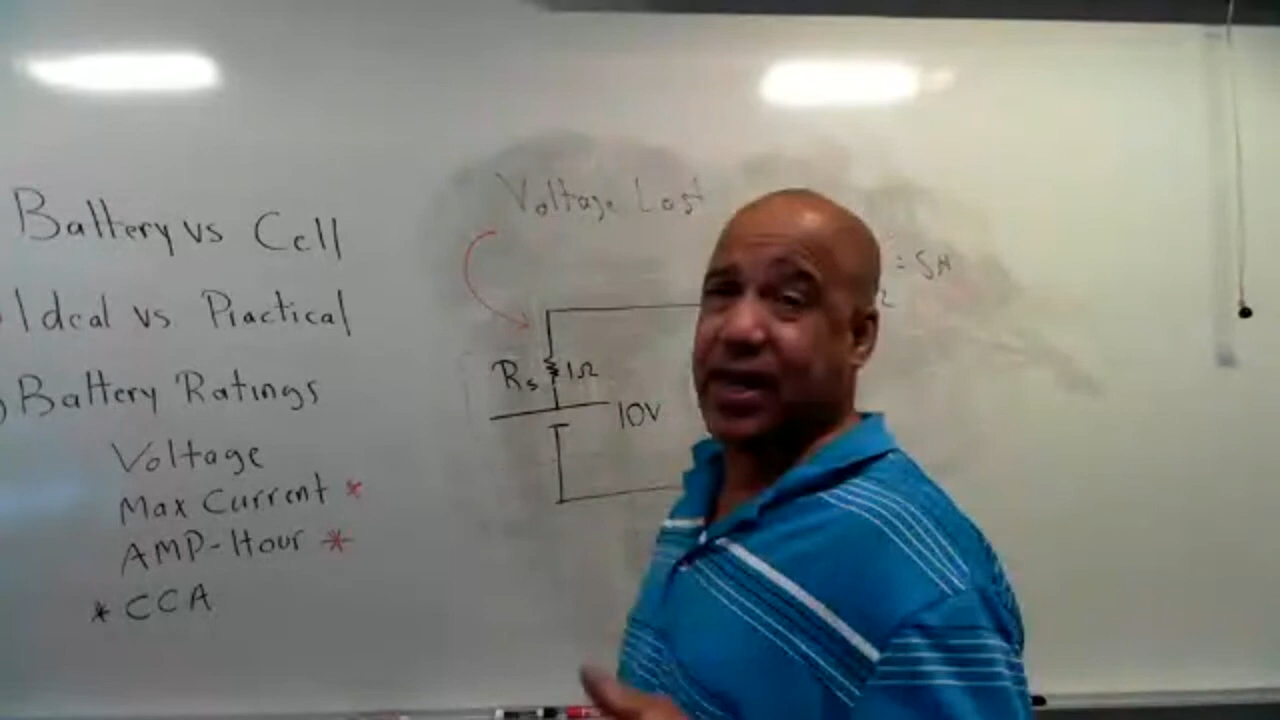 Battery vs Cell
Ideal vs Practical
Battery Ratings
Voltage
Max Current *
AMP-Hour *
* CCA
Voltage Lost
Rs 1Ω
10V
= 5A
Ω